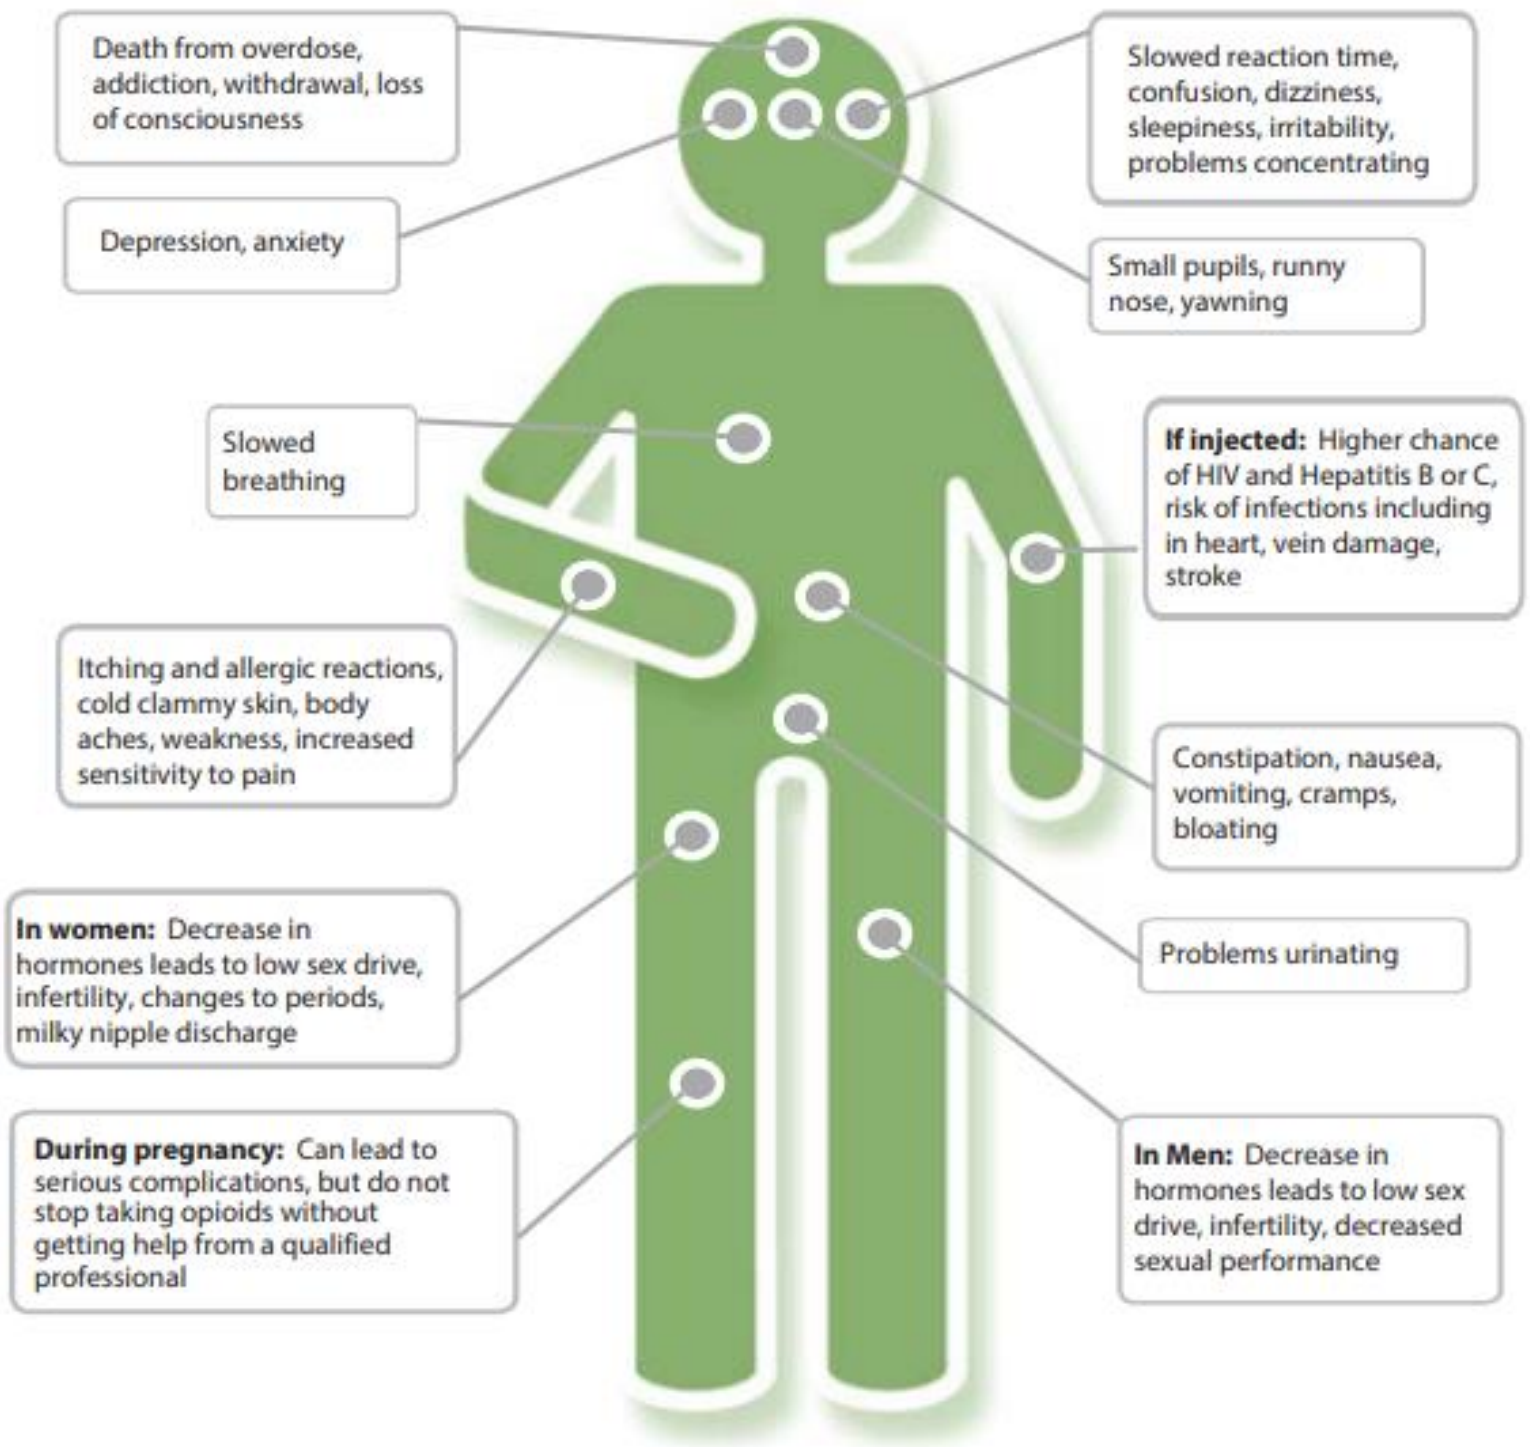 Death from overdose,
addiction, withdrawal, loss
of consciousness
Slowed reaction time,
confusion, dizziness,
sleepiness, irritability,
problems concentrating
Depression, anxiety
Small pupils, runny
nose, yawning
Slowed
breathing
If injected: Higher chance
of HIV and Hepatitis B or C,
risk of infections including
in heart, vein damage,
stroke
Itching and allergic reactions,
cold clammy skin, body
aches, weakness, increased
sensitivity to pain
Constipation, nausea,
vomiting, cramps,
bloating
In women: Decrease in
hormones leads to low sex drive,
infertility, changes to periods,
milky nipple discharge
Problems urinating
During pregnancy: Can lead to
serious complications, but do not
stop taking opioids without
getting help from a qualified
professional
In Men: Decrease in
hormones leads to low sex
drive, infertility, decreased
sexual performance